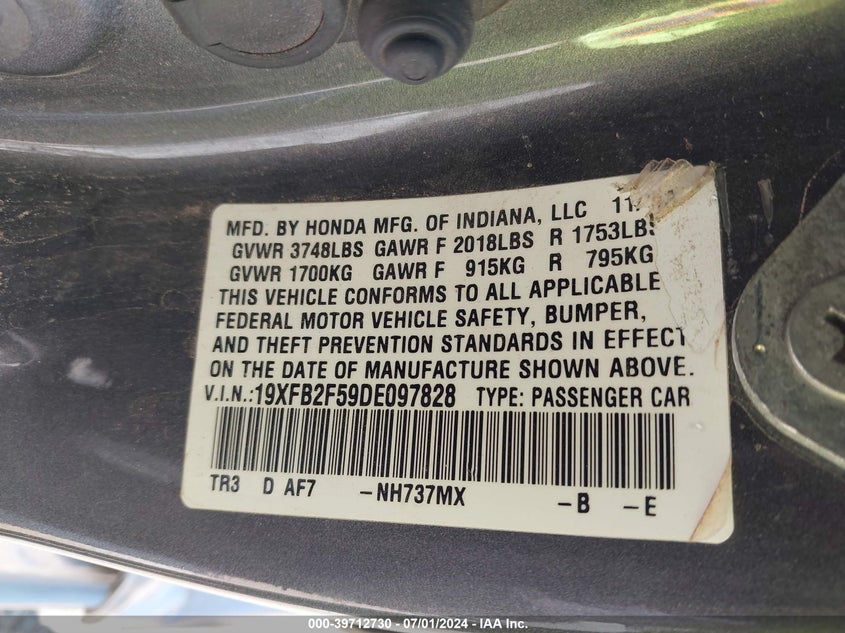 MFD. BY HONDA MFG. OF INDIANA, LLC
GVWR 3748LBS GAWR F 2018LBS R 1753LBS
GVWR 1700KG GAWR F 915KG R 795KG
THIS VEHICLE CONFORMS TO ALL APPLICABLE
FEDERAL MOTOR VEHICLE SAFETY, BUMPER,
AND THEFT PREVENTION STANDARDS IN EFFECT
ON THE DATE OF MANUFACTURE SHOWN ABOVE.
V.I.N.:19XFB2F59DE097828 TYPE: PASSENGER CAR
TR3 D AF7 -NH737MX -B -E
000-39712730 - 07/01/2024 - IAA Inc.